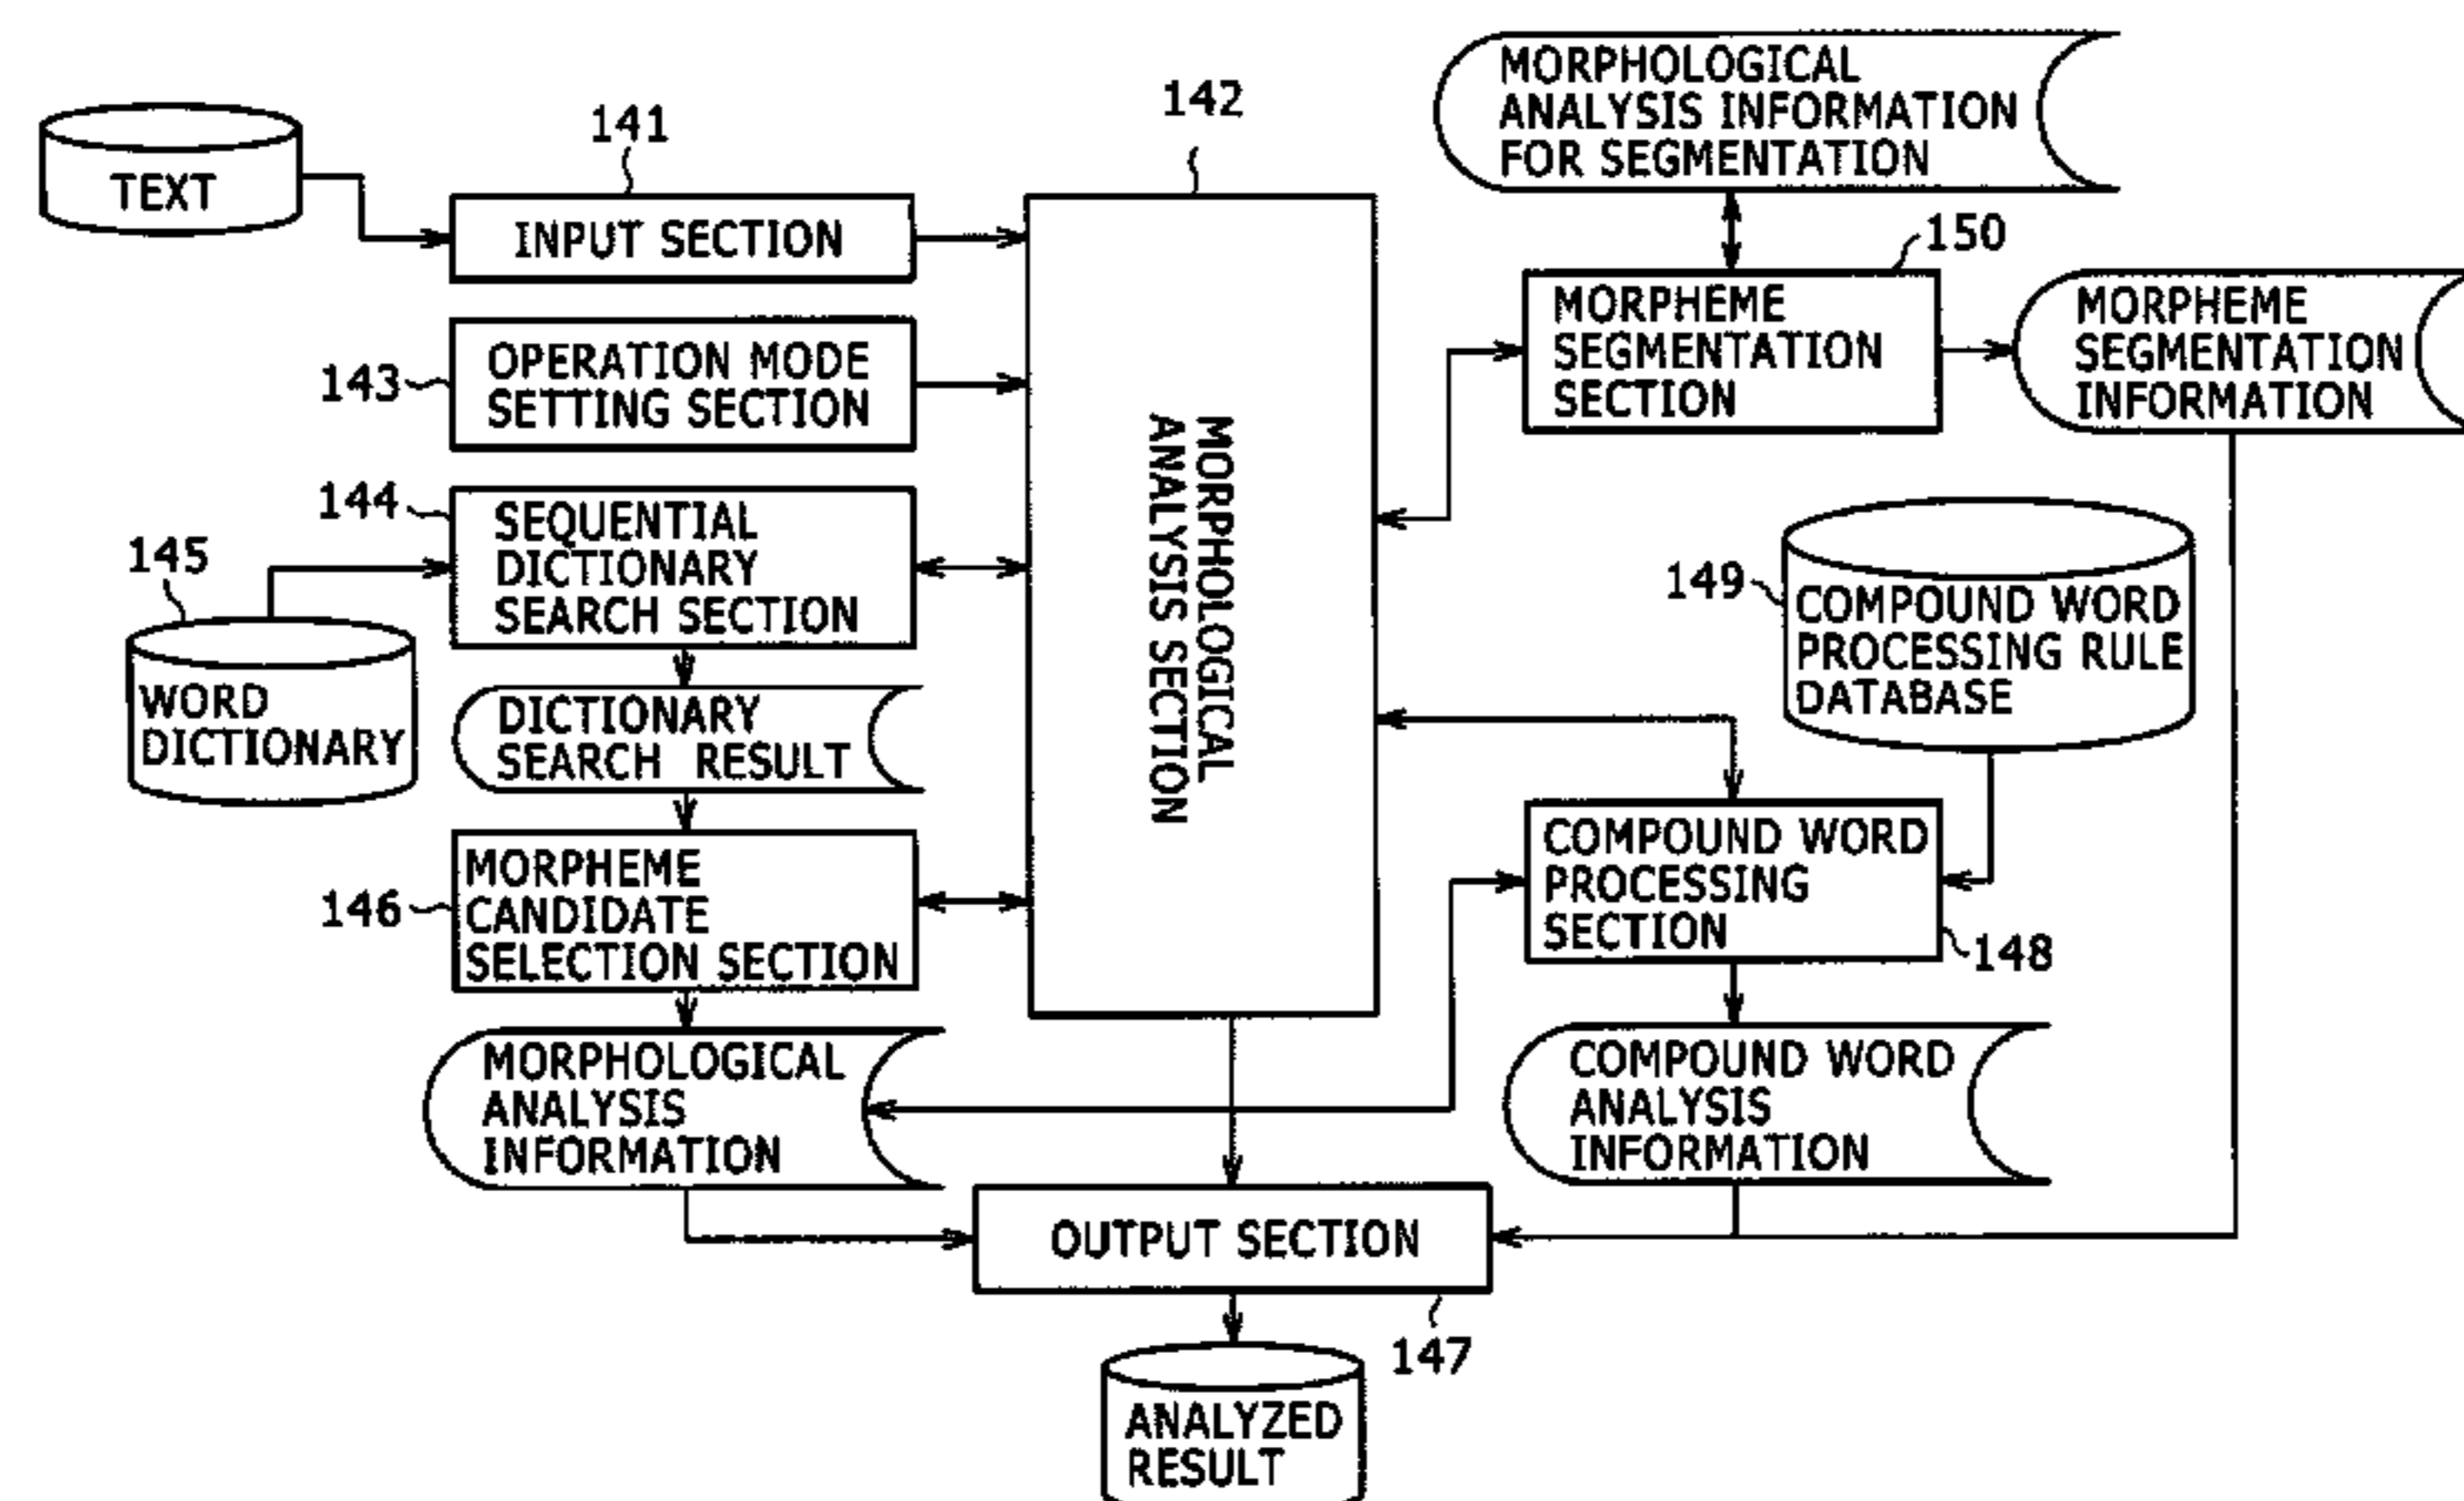 TEXT
141
INPUT SECTION
142
MORPHOLOGICAL
ANALYSIS SECTION
143
OPERATION MODE
SETTING SECTION
144
SEQUENTIAL
DICTIONARY
SEARCH SECTION
145
WORD
DICTIONARY
DICTIONARY
SEARCH RESULT
146
MORPHEME
CANDIDATE
SELECTION SECTION
MORPHOLOGICAL
ANALYSIS
INFORMATION
MORPHOLOGICAL
ANALYSIS INFORMATION
FOR SEGMENTATION
150
MORPHEME
SEGMENTATION
SECTION
MORPHEME
SEGMENTATION
INFORMATION
149
COMPOUND WORD
PROCESSING RULE
DATABASE
COMPOUND WORD
PROCESSING
SECTION
148
COMPOUND WORD
ANALYSIS
INFORMATION
OUTPUT SECTION
147
ANALYZED
RESULT